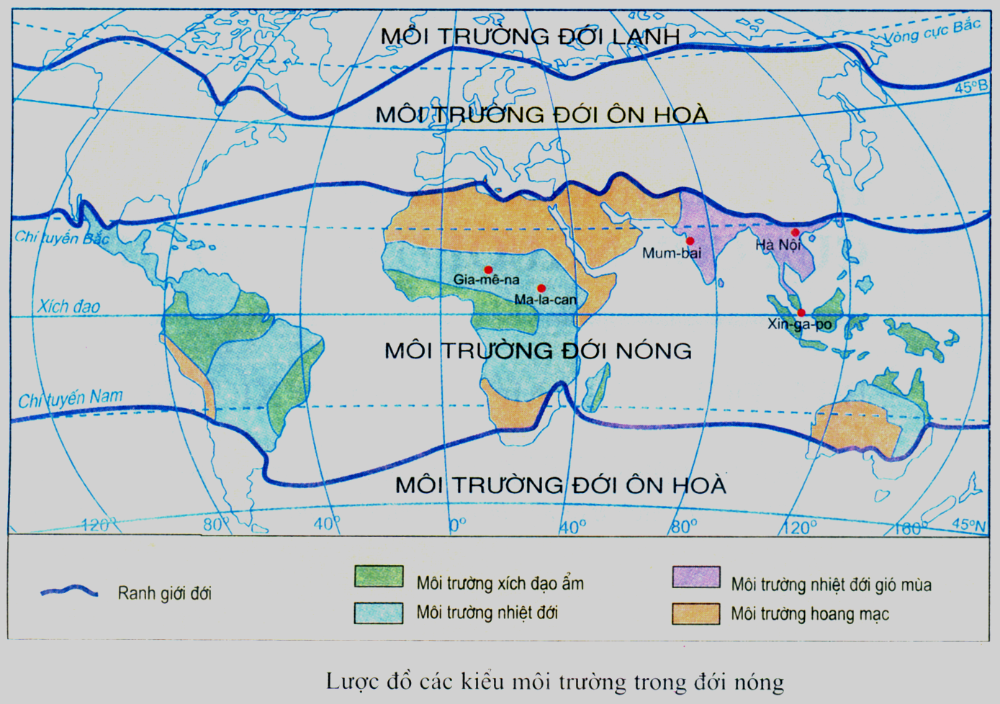 MÔI TRƯỜNG ĐỚI LẠNH
Vòng cực Bắc
45°B
MÔI TRƯỜNG ĐỚI ÔN HOÀ
Chí tuyến Bắc
Mum-bai
Hà Nội
Gia-mê-na
Ma-la-can
Xích đạo
Xin-ga-po
MÔI TRƯỜNG ĐỚI NÓNG
Chí tuyến Nam
MÔI TRƯỜNG ĐỚI ÔN HOÀ
120° 80° 40° 0° 40° 80° 120° 160° 45°N
Ranh giới đới
Môi trường xích đạo ẩm
Môi trường nhiệt đới
Môi trường nhiệt đới gió mùa
Môi trường hoang mạc
Lược đồ các kiểu môi trường trong đới nóng